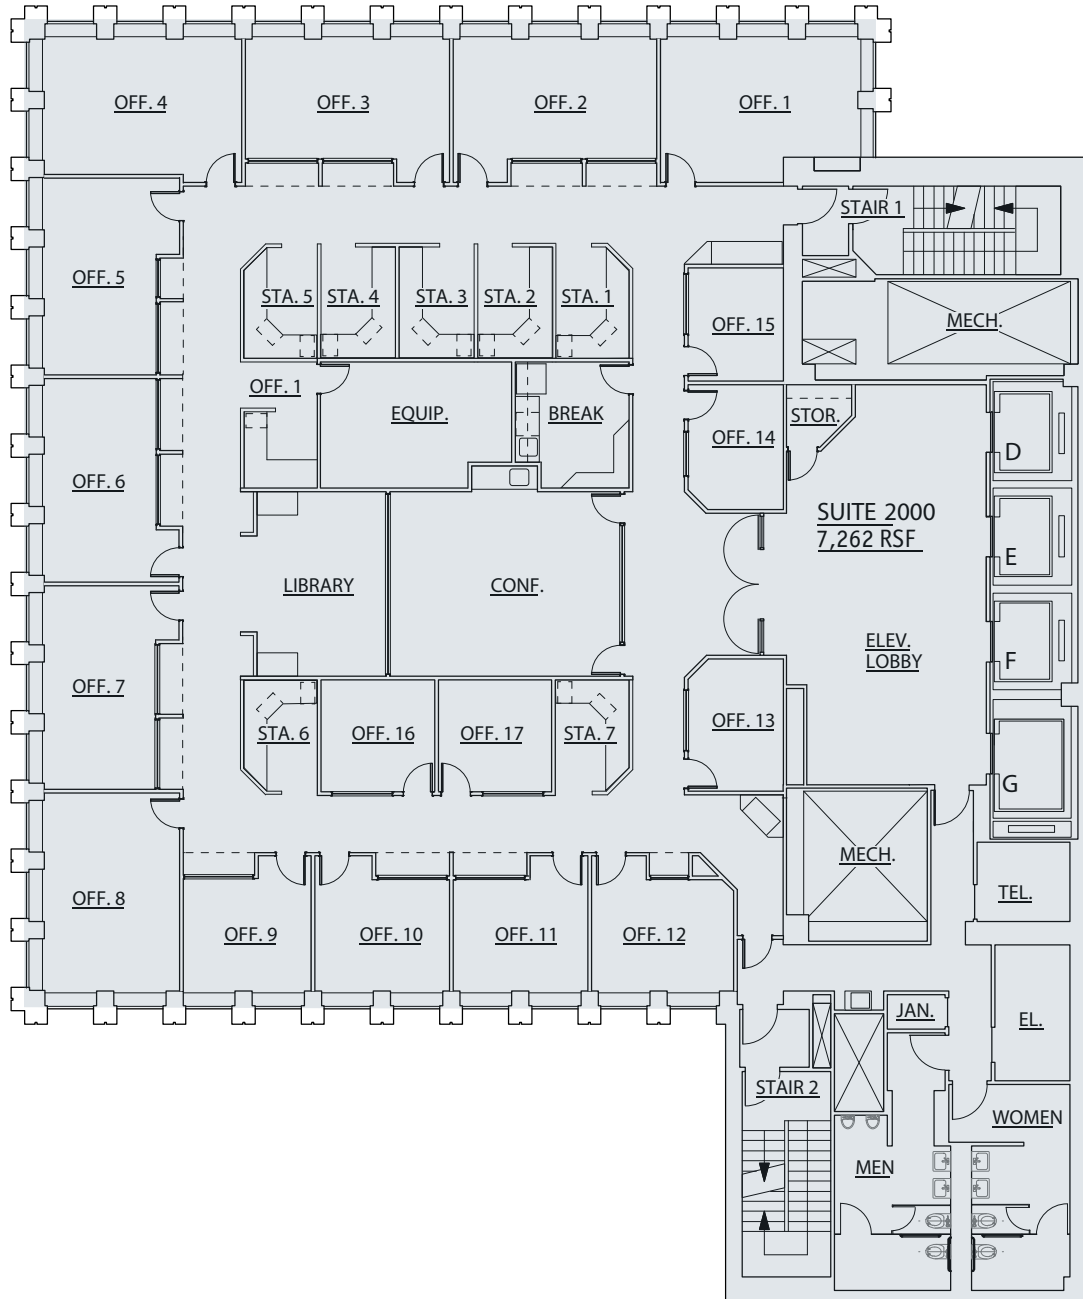 OFF. 4
OFF. 3
OFF. 2
OFF. 1
STAIR 1
OFF. 5
STA. 5
STA. 4
STA. 3
STA. 2
STA. 1
OFF. 15
MECH.
OFF. 1
EQUIP.
BREAK
OFF. 14
STOR.
D
OFF. 6
SUITE 2000
7,262 RSF
E
LIBRARY
CONF.
ELEV.
LOBBY
F
OFF. 7
STA. 6
OFF. 16
OFF. 17
STA. 7
OFF. 13
G
MECH.
OFF. 8
TEL.
OFF. 9
OFF. 10
OFF. 11
OFF. 12
JAN.
EL.
STAIR 2
WOMEN
MEN